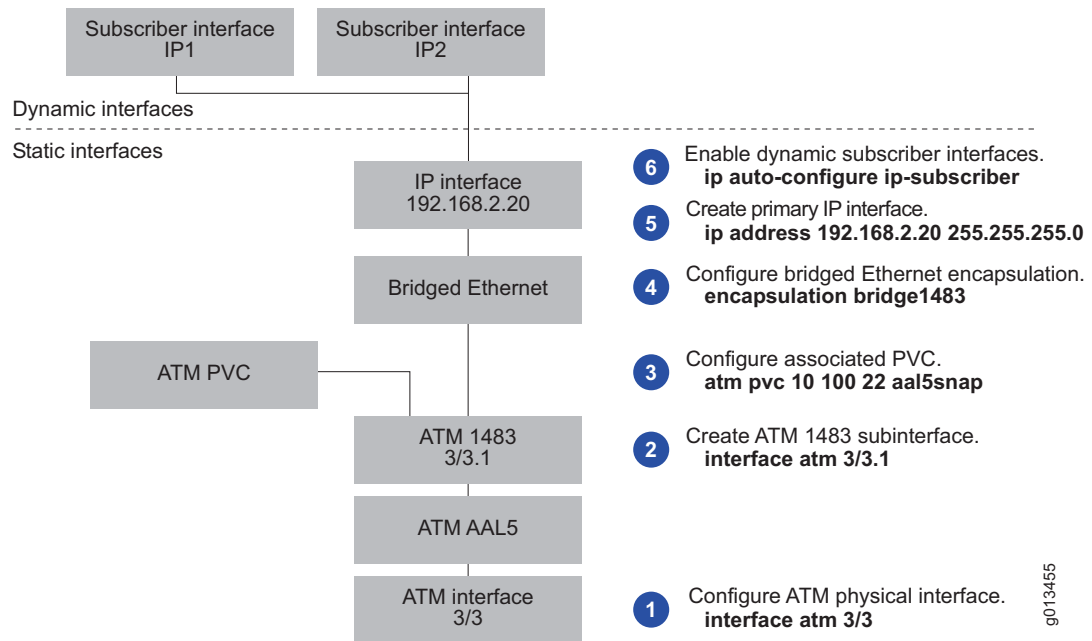 Subscriber interface
IP1
Subscriber interface
IP2
Dynamic interfaces
Static interfaces
IP interface
192.168.2.20
6
Enable dynamic subscriber interfaces.
ip auto-configure ip-subscriber
5
Create primary IP interface.
ip address 192.168.2.20 255.255.255.0
Bridged Ethernet
4
Configure bridged Ethernet encapsulation.
encapsulation bridge1483
ATM PVC
3
Configure associated PVC.
atm pvc 10 100 22 aal5snap
ATM 1483
3/3.1
2
Create ATM 1483 subinterface.
interface atm 3/3.1
ATM AAL5
ATM interface
3/3
1
Configure ATM physical interface.
interface atm 3/3
g013455